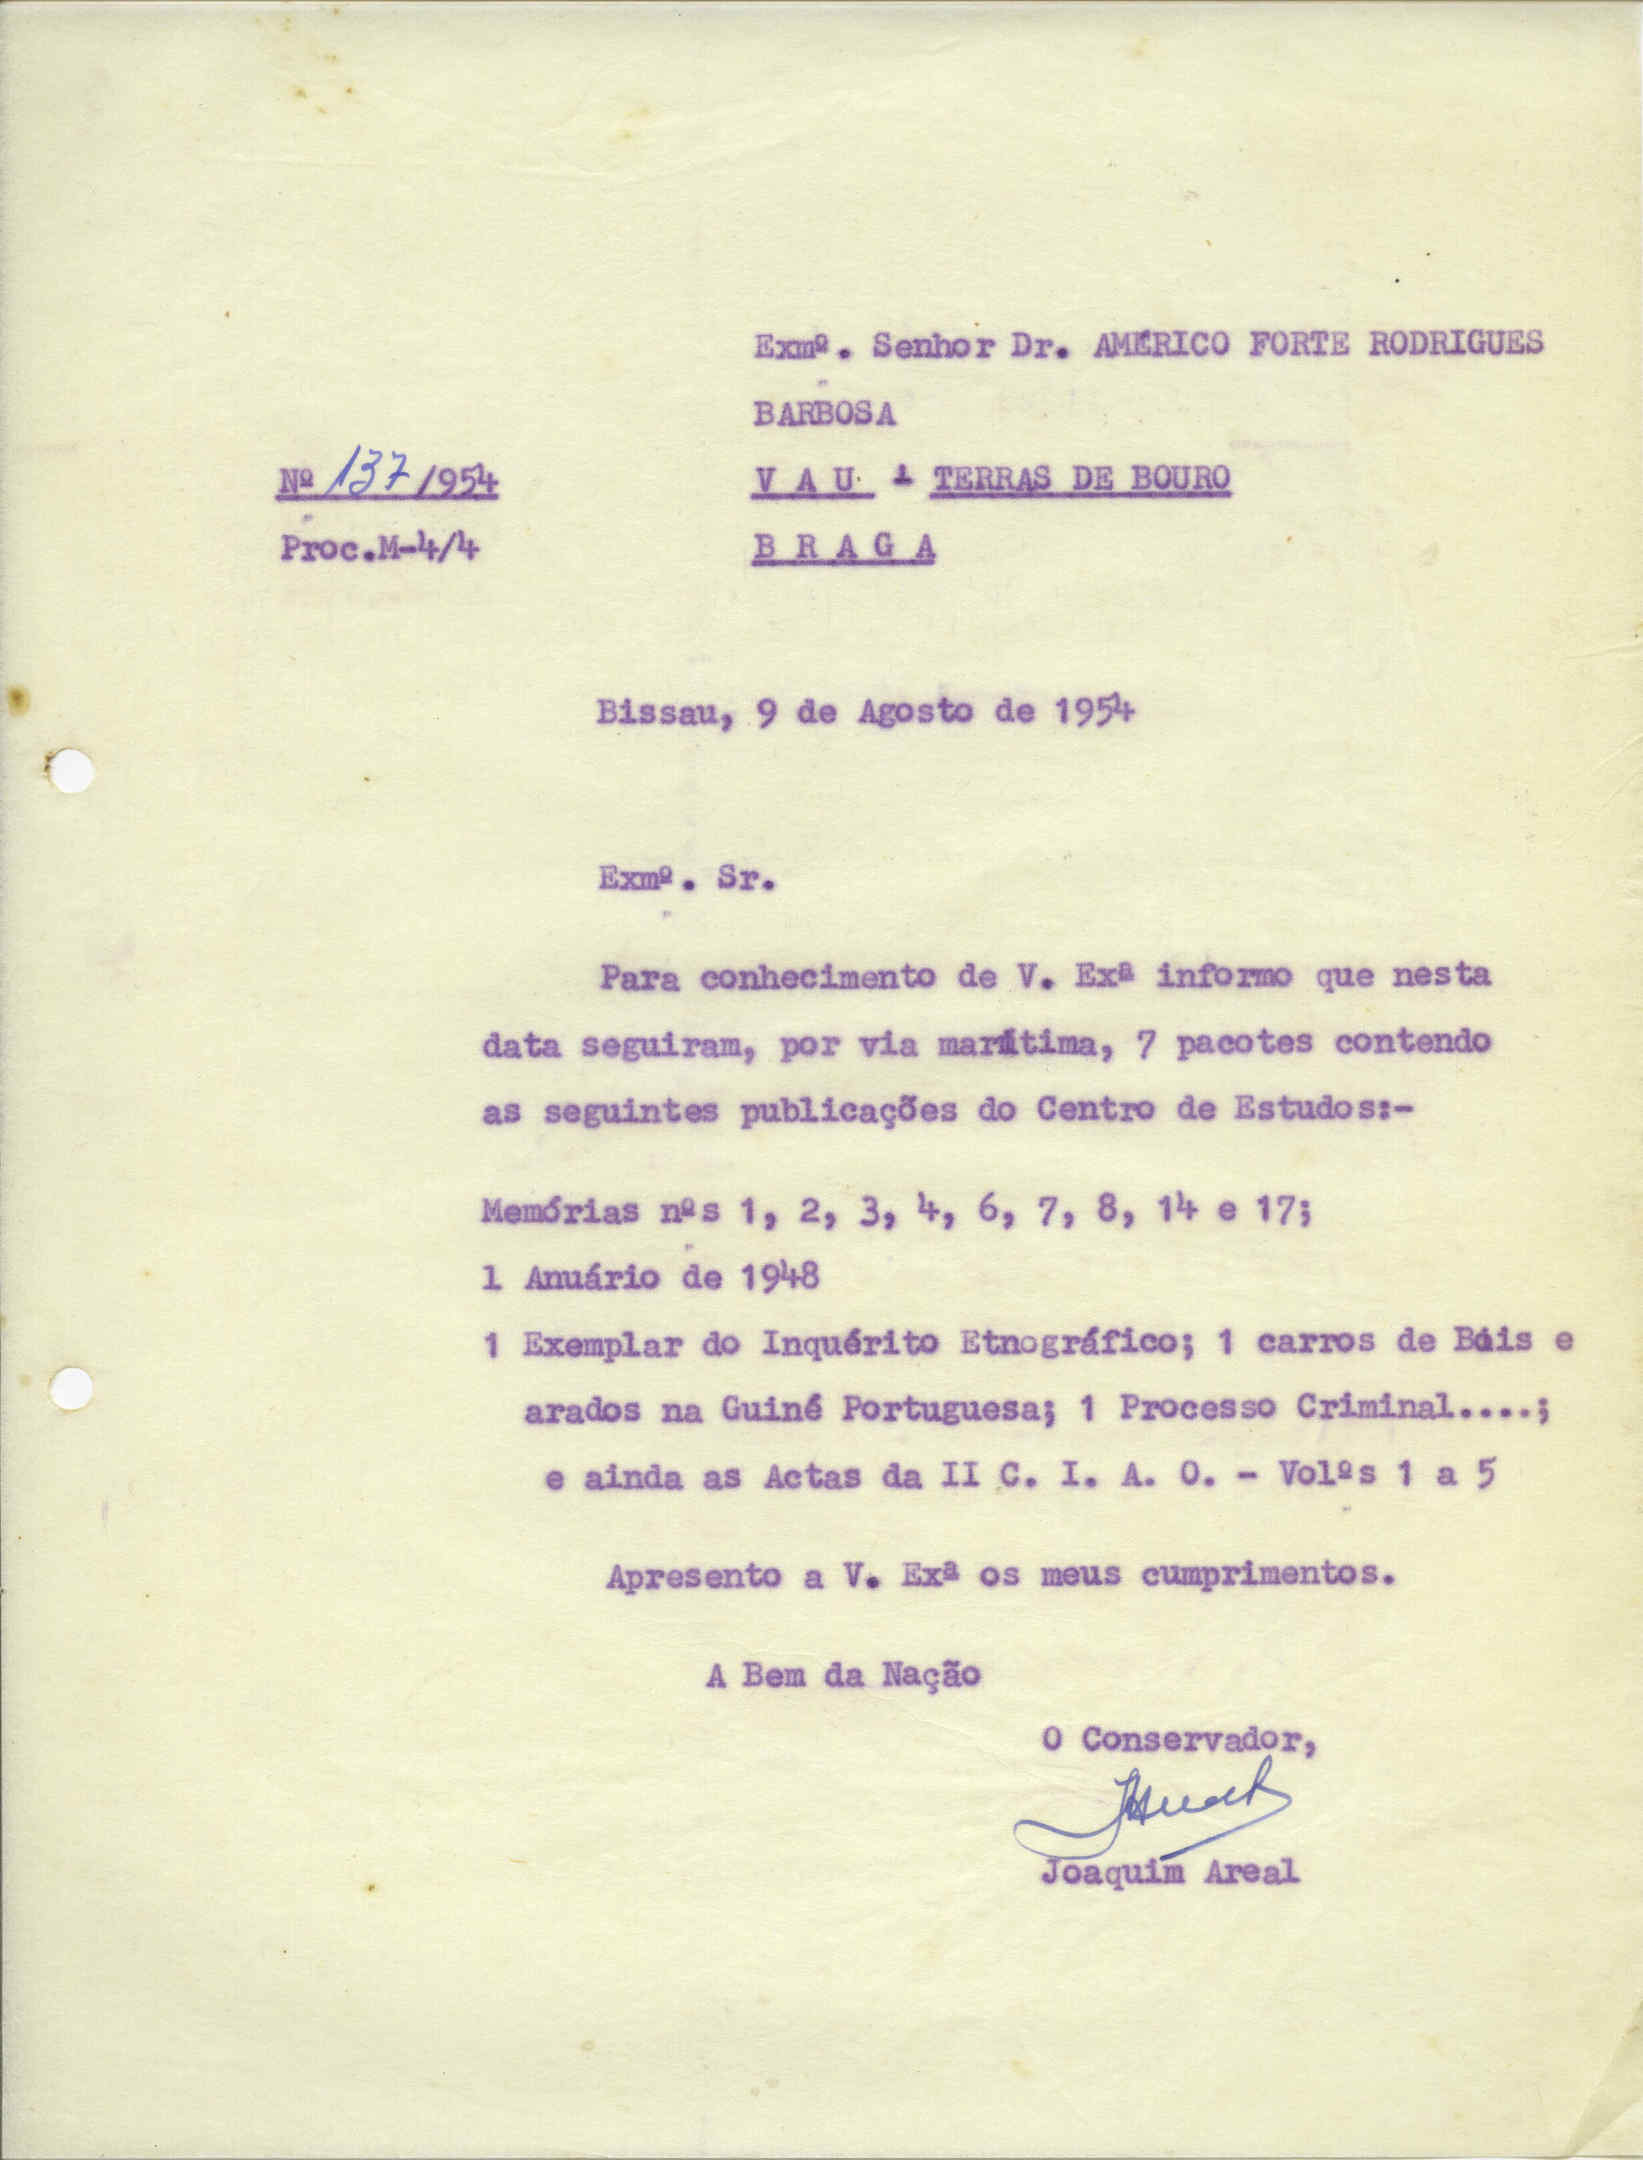 Exmº. Senhor Dr. AMÉRICO FORTE RODRIGUES
BARBOSA
Nº 137/1954
V A U - TERRAS DE BOURO
Proc.M-4/4
B R A G A
Bissau, 9 de Agosto de 1954
Exmº. Sr.
Para conhecimento de V. Exª informo que nesta
data seguiram, por via marítima, 7 pacotes contendo
as seguintes publicações do Centro de Estudos:-
Memórias nºs 1, 2, 3, 4, 6, 7, 8, 14 e 17;
1 Anuário de 1948
1 Exemplar do Inquérito Etnográfico; 1 carros de Bóis e
arados na Guiné Portuguesa; 1 Processo Criminal....;
e ainda as Actas da II C. I. A. O. - Volºs 1 a 5
Apresento a V. Exª os meus cumprimentos.
A Bem da Nação
O Conservador,
Joaquim Areal